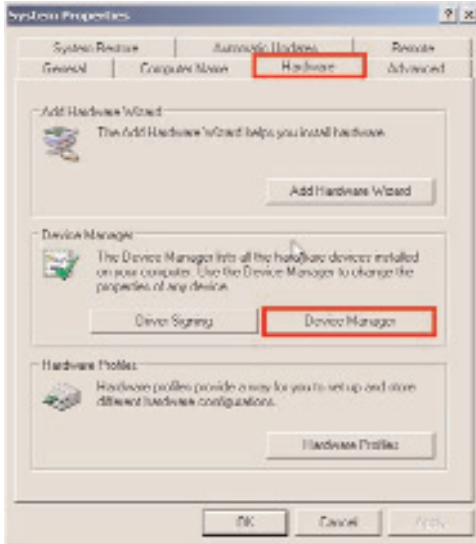 System Properties
System Restore
Automatic Updates
Remote
General
Computer Name
Hardware
Advanced
Add Hardware Wizard
The Add Hardware Wizard helps you install hardware.
Add Hardware Wizard
Device Manager
The Device Manager lists all the hardware devices installed
on your computer. Use the Device Manager to change the
properties of any device.
Driver Signing
Device Manager
Hardware Profiles
Hardware profiles provide a way for you to set up and store
different hardware configurations.
Hardware Profiles
OK
Cancel
Apply